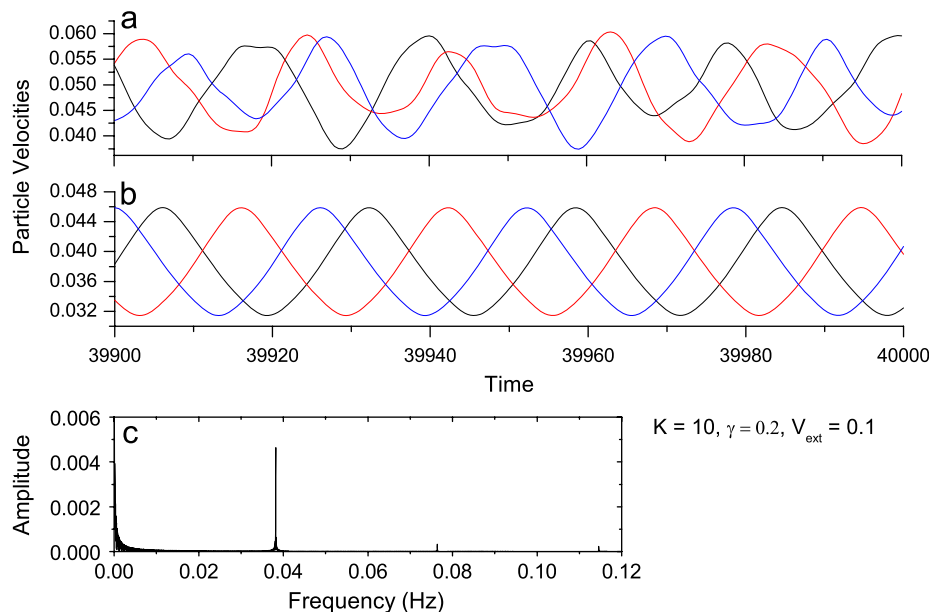 a
0.060
0.055
0.050
0.045
0.040
Particle Velocities
b
0.048
0.044
0.040
0.036
0.032
39900 39920 39940 39960 39980 40000
Time
c
0.006
0.004
0.002
0.000
Amplitude
0.00 0.02 0.04 0.06 0.08 0.10 0.12
Frequency (Hz)
K = 10, γ = 0.2, V_ext = 0.1